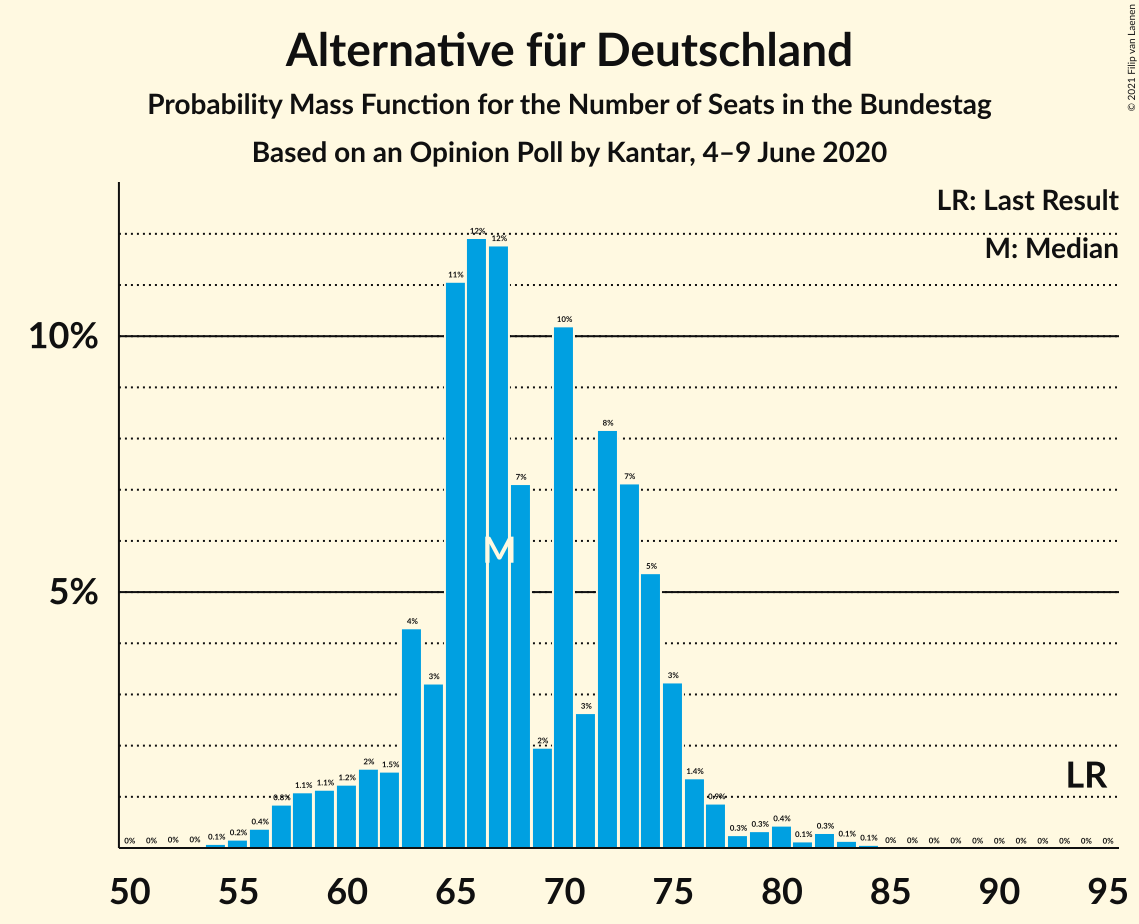 © 2021 Filip van Laenen
Alternative für Deutschland
Probability Mass Function for the Number of Seats in the Bundestag
Based on an Opinion Poll by Kantar, 4–9 June 2020
LR: Last Result
M: Median
10%
5%
0% 0% 0% 0% 0.1% 0.2% 0.4% 0.8% 1.1% 1.1% 1.2% 2% 1.5% 4% 3% 11% 12% 12% 7% 2% 10% 3% 8% 7% 5% 3% 1.4% 0.9% 0.3% 0.3% 0.4% 0.1% 0.3% 0.1% 0.1% 0% 0% 0% 0% 0% 0% 0% 0% 0% 0% 0%
M
LR
50 55 60 65 70 75 80 85 90 95